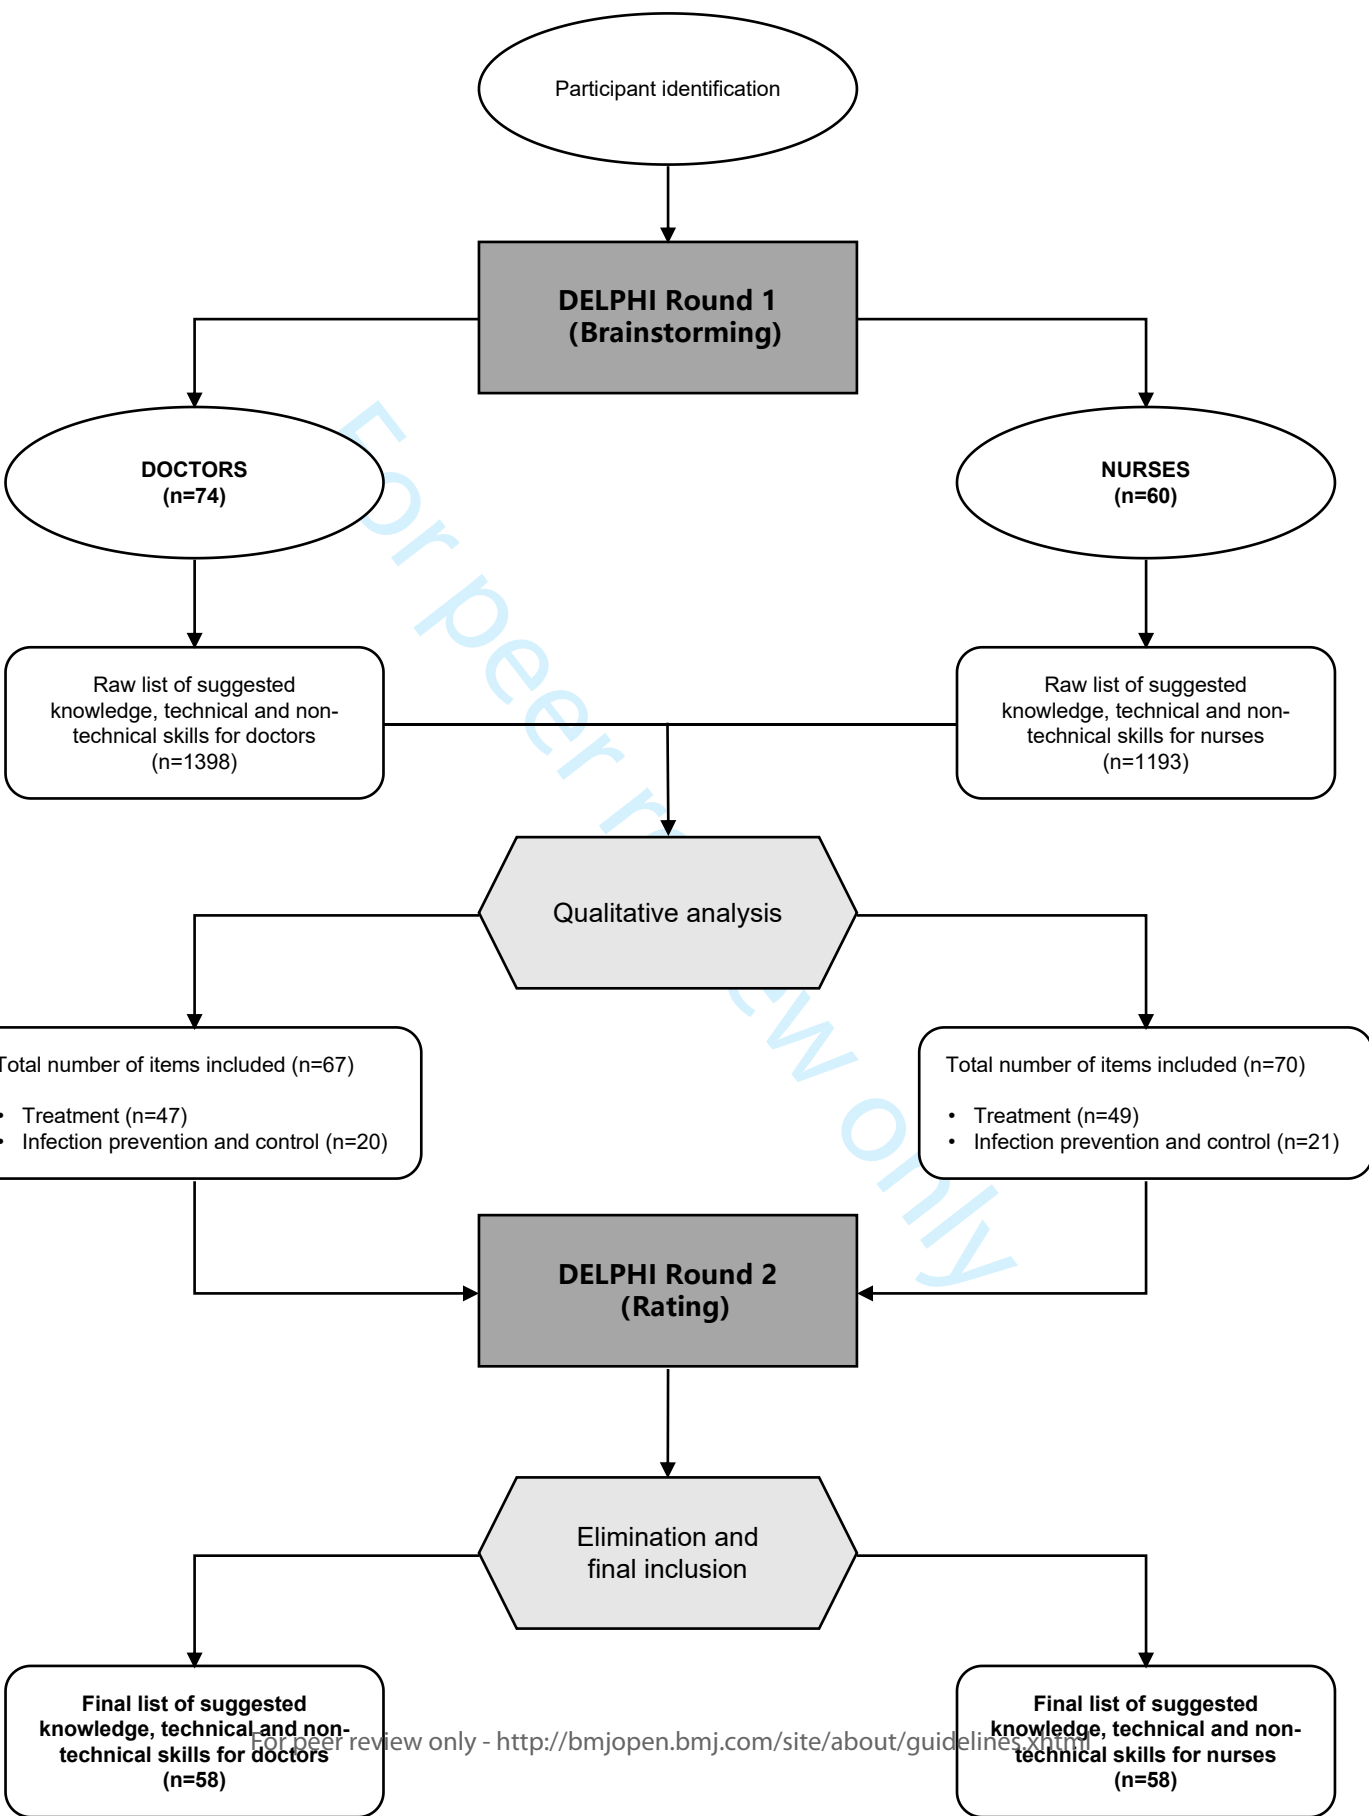 Participant identification
DELPHI Round 1
(Brainstorming)
DOCTORS
(n=74)
NURSES
(n=60)
Raw list of suggested
knowledge, technical and non-
technical skills for doctors
(n=1398)
Raw list of suggested
knowledge, technical and non-
technical skills for nurses
(n=1193)
Qualitative analysis
Total number of items included (n=67)
• Treatment (n=47)
• Infection prevention and control (n=20)
Total number of items included (n=70)
• Treatment (n=49)
• Infection prevention and control (n=21)
DELPHI Round 2
(Rating)
Elimination and
final inclusion
Final list of suggested
knowledge, technical and non-
technical skills for doctors
(n=58)
Final list of suggested
knowledge, technical and non-
technical skills for nurses
(n=58)
For peer review only
For peer review only - http://bmjopen.bmj.com/site/about/guidelines.xhtml